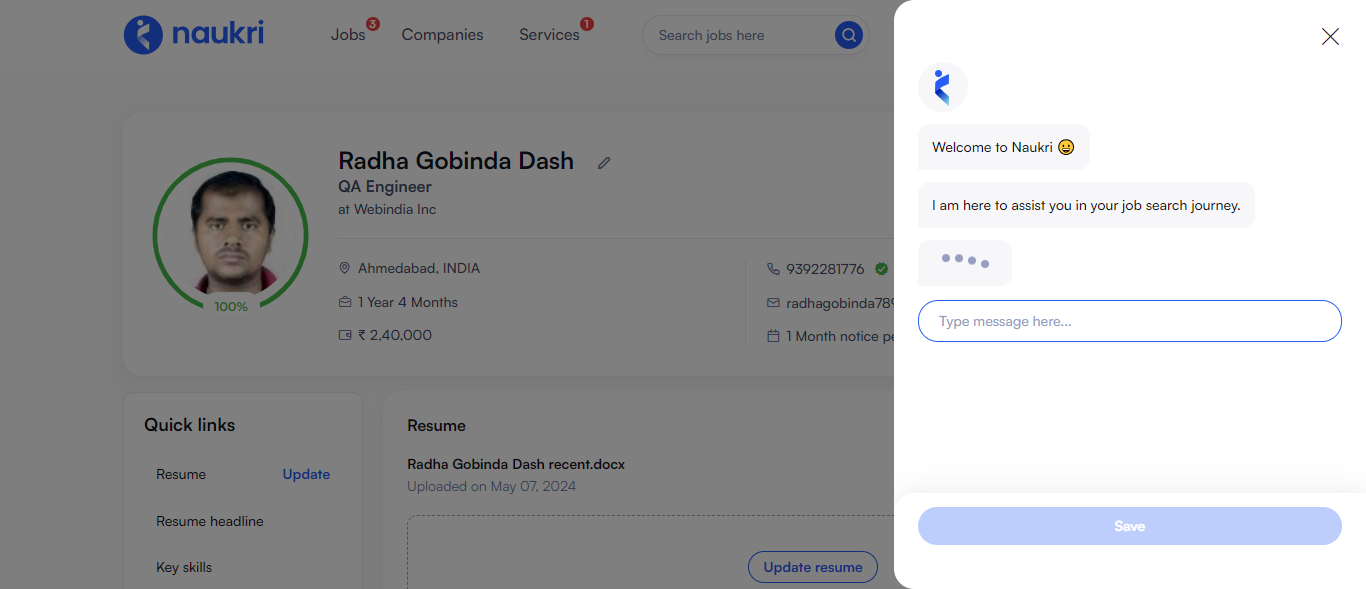 naukri
Jobs 3
Companies
Services 1
Search jobs here
Radha Gobinda Dash
QA Engineer
at Webindia Inc
100%
Ahmedabad, INDIA
1 Year 4 Months
₹ 2,40,000
9392281776
radhagobinda789
1 Month notice pe
Quick links
Resume Update
Resume headline
Key skills
Resume
Radha Gobinda Dash recent.docx
Uploaded on May 07, 2024
Update resume
Welcome to Naukri 😀
I am here to assist you in your job search journey.
Type message here...
Save